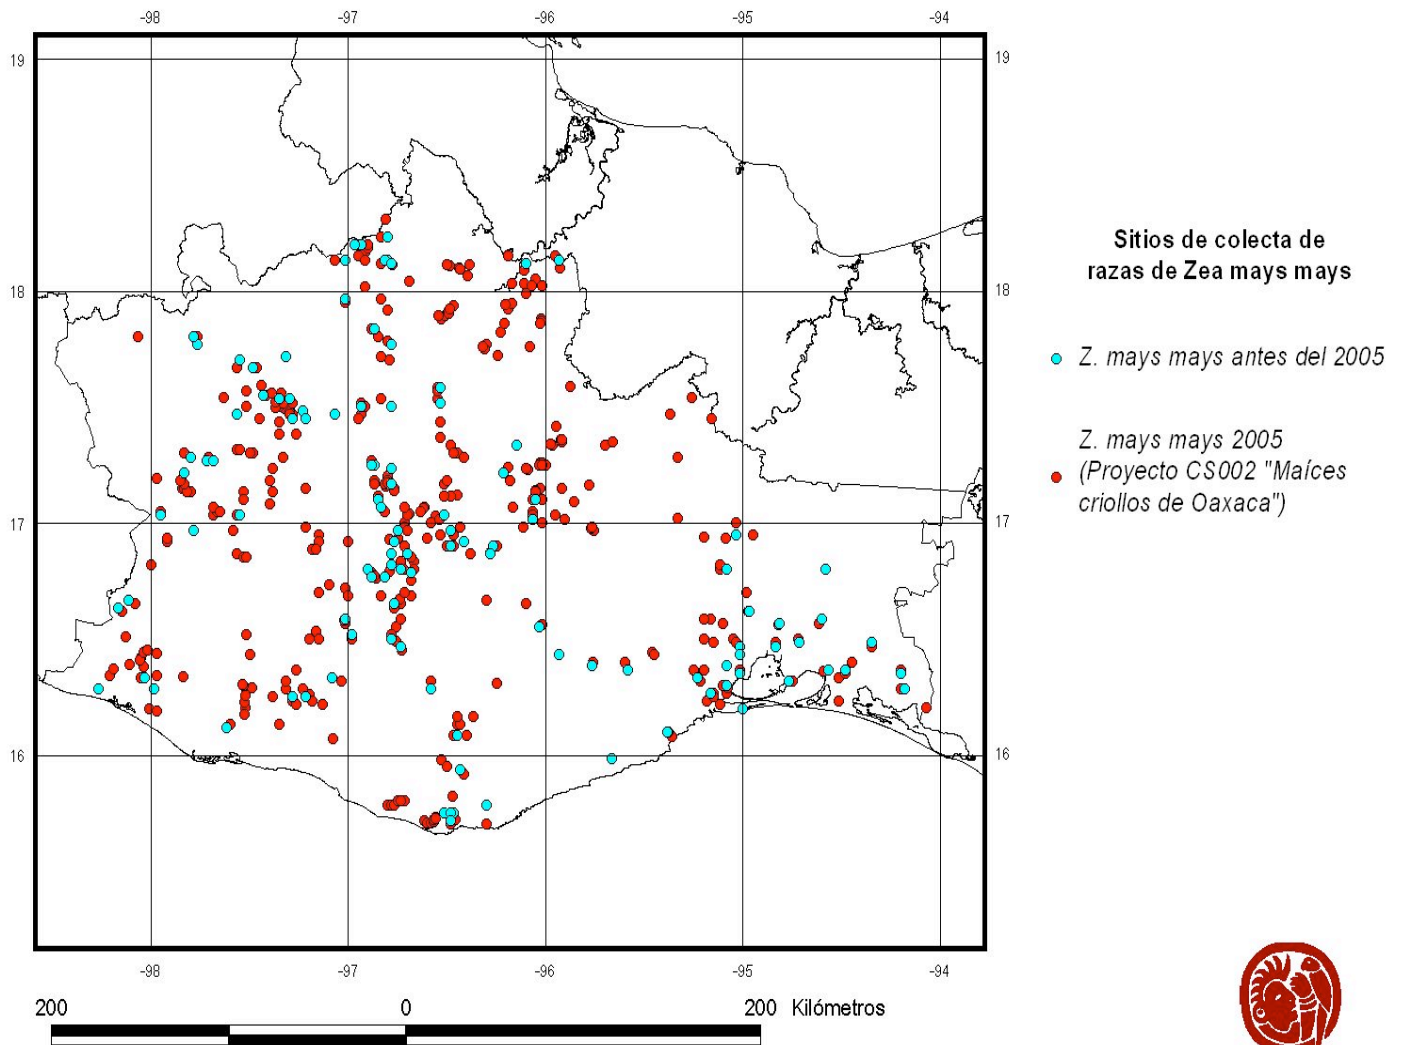 -98 -97 -96 -95 -94
19 19
18 18
17 17
16 16
-98 -97 -96 -95 -94
200 0 200 Kilómetros
Sitios de colecta de
razas de Zea mays mays
Z. mays mays antes del 2005
Z. mays mays 2005
(Proyecto CS002 "Maíces
criollos de Oaxaca")